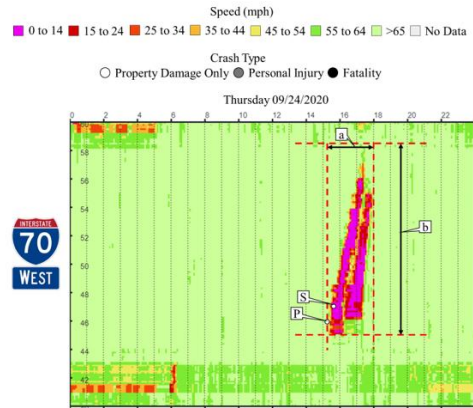 Speed (mph)
0 to 14 15 to 24 25 to 34 35 to 44 45 to 54 55 to 64 >65 No Data
Crash Type
Property Damage Only Personal Injury Fatality
Thursday 09/24/2020
0 2 4 6 8 10 12 14 16 18 20 22
a
58
56
54
INTERSTATE
70
WEST
52
b
50
48
S
46
P
44
42